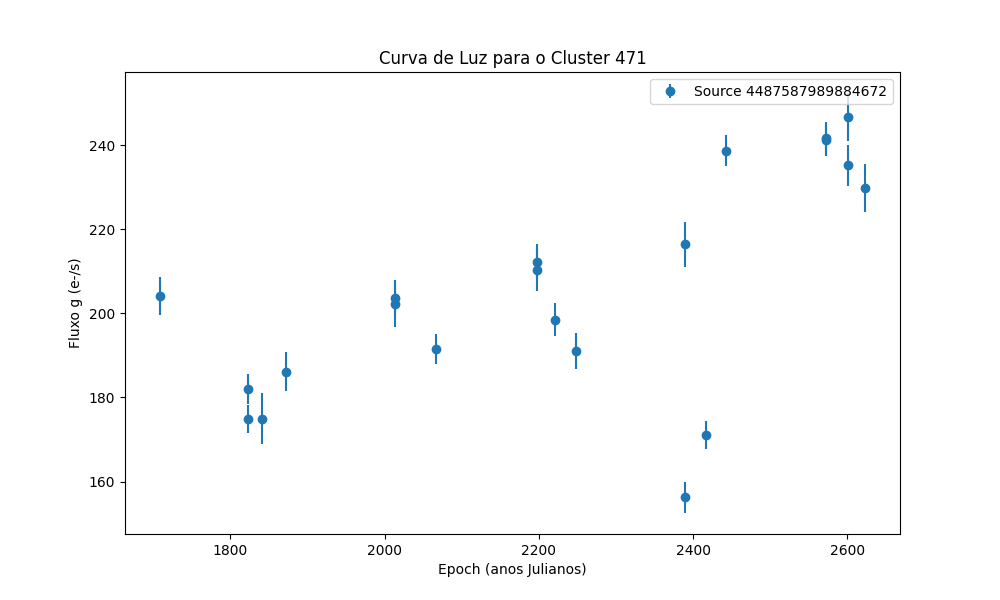 Curva de Luz para o Cluster 471
Source 4487587989884672
Fluxo g (e-/s)
240
220
200
180
160
1800
2000
2200
2400
2600
Epoch (anos Julianos)